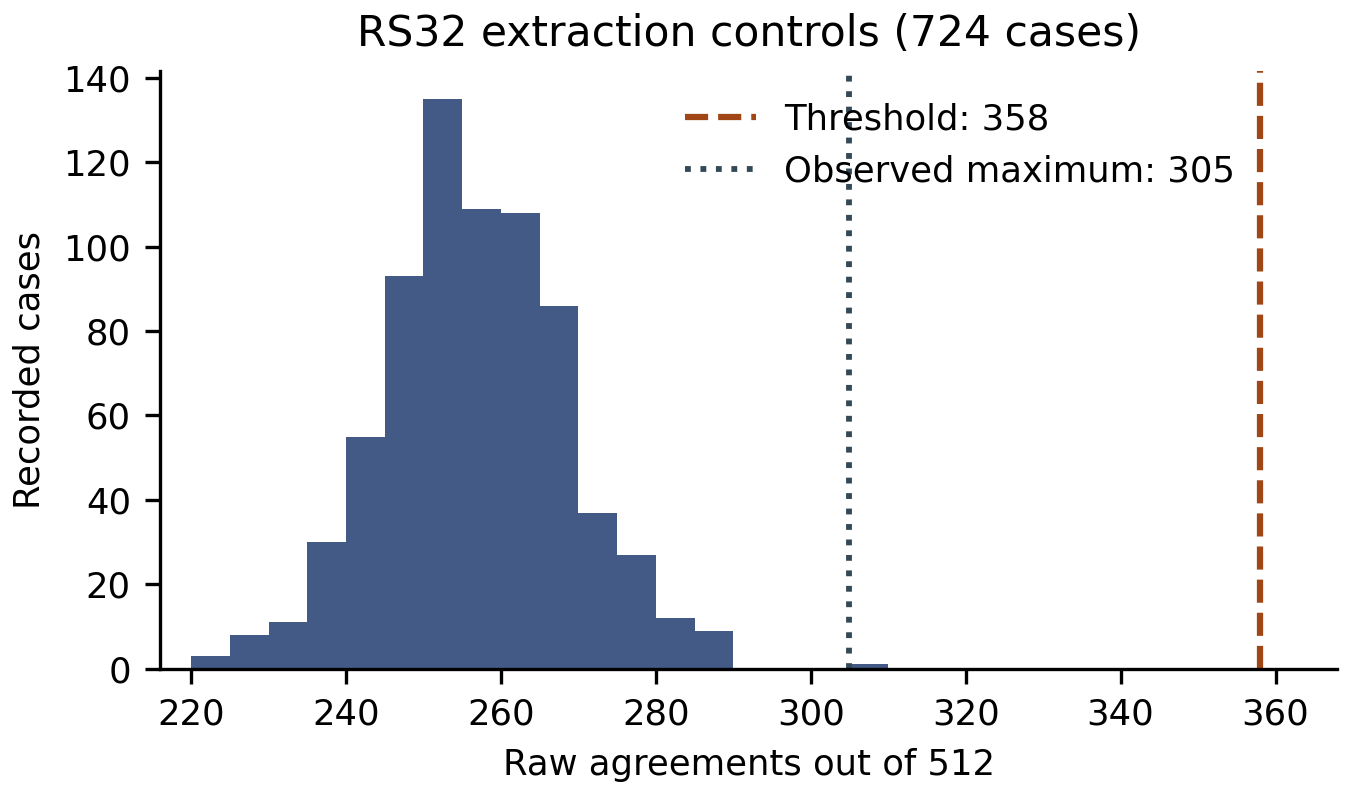 RS32 extraction controls (724 cases)
Threshold: 358
Observed maximum: 305
Recorded cases
140
120
100
80
60
40
20
0
220 240 260 280 300 320 340 360
Raw agreements out of 512